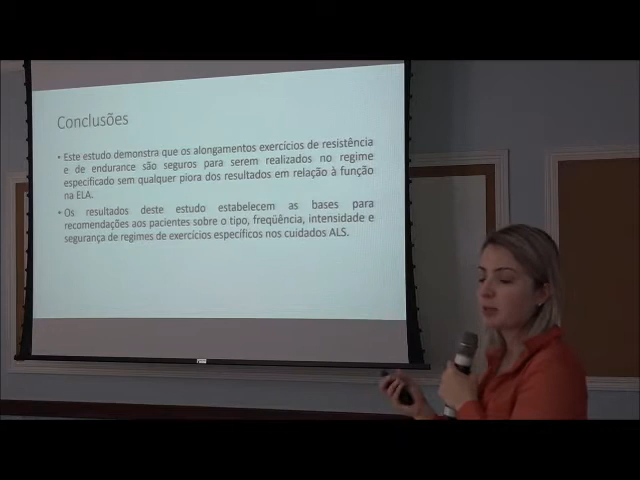 Conclusões
• Este estudo demonstra que os alongamentos exercícios de resistência
e de endurance são seguros para serem realizados no regime
especificado sem qualquer piora dos resultados em relação à função
na ELA.
• Os resultados deste estudo estabelecem as bases para
recomendações aos pacientes sobre o tipo, freqüência, intensidade e
segurança de regimes de exercícios específicos nos cuidados ALS.